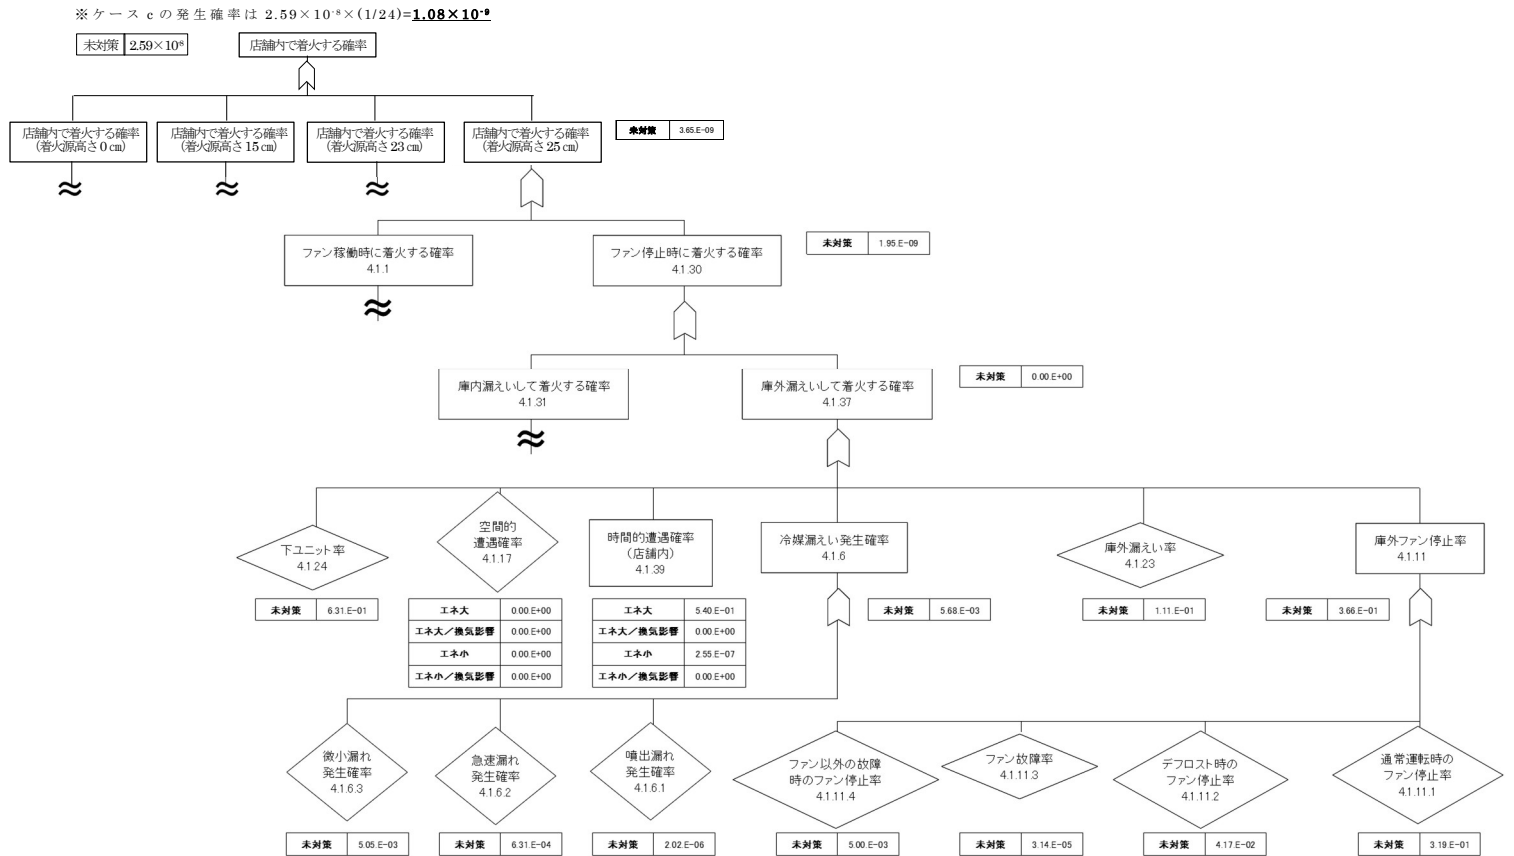 ※ケースcの発生確率は 2.59×10⁻⁸×(1/24)=1.08×10⁻⁹
未対策 2.59×10⁸
店舗内で着火する確率
店舗内で着火する確率
(着火源高さ0㎝)
店舗内で着火する確率
(着火源高さ15㎝)
店舗内で着火する確率
(着火源高さ23㎝)
店舗内で着火する確率
(着火源高さ25㎝)
未対策 3.65.E-09
ファン稼働時に着火する確率
4.1.1
ファン停止時に着火する確率
4.1.30
未対策 1.95.E-09
庫内漏えいして着火する確率
4.1.31
庫外漏えいして着火する確率
4.1.37
未対策 0.00.E+00
下ユニット率
4.1.24
未対策 6.31.E-01
空間的
遭遇確率
4.1.17
エネ大 0.00.E+00
エネ大/換気影響 0.00.E+00
エネ小 0.00.E+00
エネ小/換気影響 0.00.E+00
時間的遭遇確率
(店舗内)
4.1.39
エネ大 5.40.E-01
エネ大/換気影響 0.00.E+00
エネ小 2.55.E-07
エネ小/換気影響 0.00.E+00
冷媒漏えい発生確率
4.1.6
未対策 5.68.E-03
庫外漏えい率
4.1.23
未対策 1.11.E-01
庫外ファン停止率
4.1.11
未対策 3.66.E-01
微小漏れ
発生確率
4.1.6.3
未対策 5.05.E-03
急速漏れ
発生確率
4.1.6.2
未対策 6.31.E-04
噴出漏れ
発生確率
4.1.6.1
未対策 2.02.E-06
ファン以外の故障
時のファン停止率
4.1.11.4
未対策 5.00.E-03
ファン故障率
4.1.11.3
未対策 3.14.E-05
デフロスト時の
ファン停止率
4.1.11.2
未対策 4.17.E-02
通常運転時の
ファン停止率
4.1.11.1
未対策 3.19.E-01